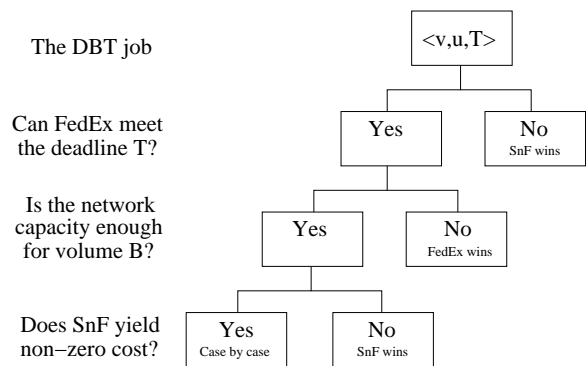 The DBT job
<v,u,T>
Can FedEx meet
the deadline T?
Yes
No
SnF wins
Is the network
capacity enough
for volume B?
Yes
No
FedEx wins
Does SnF yield
non−zero cost?
Yes
Case by case
No
SnF wins